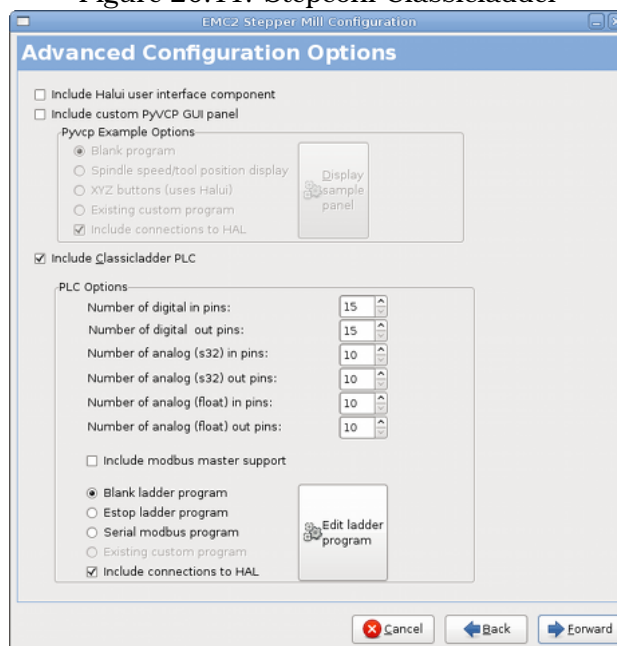 Figure 20.11: Stepconf Classicladder
EMC2 Stepper Mill Configuration
Advanced Configuration Options
Include Halui user interface component
Include custom PyVCP GUI panel
Pyvcp Example Options
Blank program
Spindle speed/tool position display
XYZ buttons (uses Halui)
Existing custom program
Include connections to HAL
Display
sample
panel
Include Classicladder PLC
PLC Options
Number of digital in pins: 15
Number of digital out pins: 15
Number of analog (s32) in pins: 10
Number of analog (s32) out pins: 10
Number of analog (float) in pins: 10
Number of analog (float) out pins: 10
Include modbus master support
Blank ladder program
Estop ladder program
Serial modbus program
Existing custom program
Include connections to HAL
Edit ladder
program
Cancel Back Forward